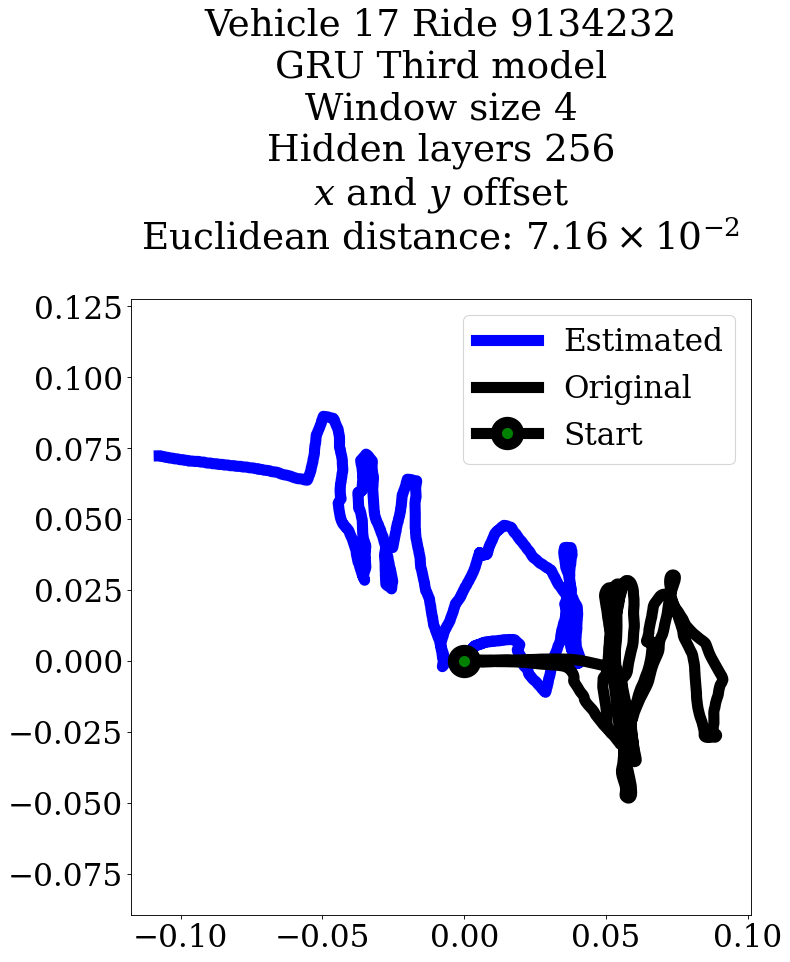 Vehicle 17 Ride 9134232
GRU Third model
Window size 4
Hidden layers 256
x and y offset
Euclidean distance: 7.16 × 10⁻²
Estimated
Original
Start
0.125
0.100
0.075
0.050
0.025
0.000
−0.025
−0.050
−0.075
−0.10 −0.05 0.00 0.05 0.10